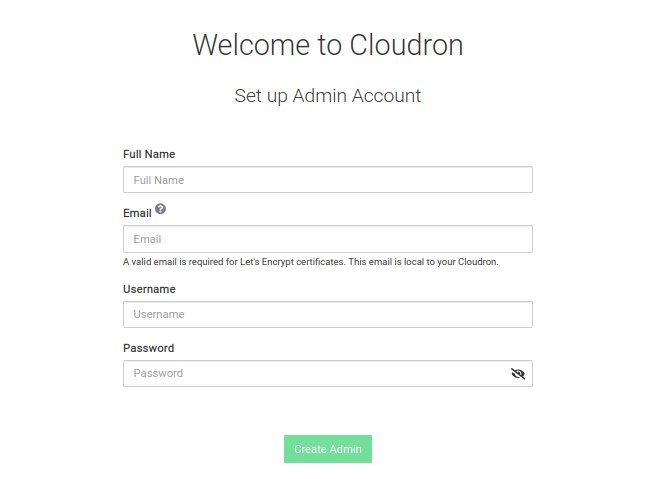 Welcome to Cloudron
Set up Admin Account
Full Name
Full Name
Email ?
Email
A valid email is required for Let's Encrypt certificates. This email is local to your Cloudron.
Username
Username
Password
Password
Create Admin